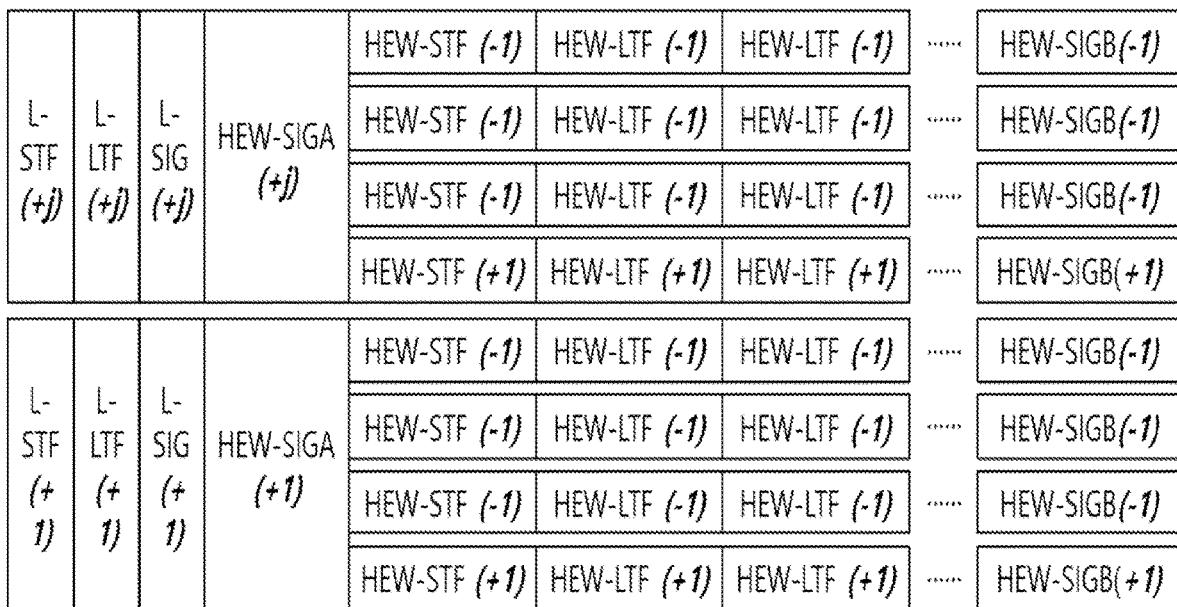 L-STF (+j) L-LTF (+j) L-SIG (+j) HEW-SIGA (+j)
HEW-STF (-1) HEW-LTF (-1) HEW-LTF (-1) ...... HEW-SIGB(-1)
HEW-STF (-1) HEW-LTF (-1) HEW-LTF (-1) ...... HEW-SIGB(-1)
HEW-STF (-1) HEW-LTF (-1) HEW-LTF (-1) ...... HEW-SIGB(-1)
HEW-STF (+1) HEW-LTF (+1) HEW-LTF (+1) ...... HEW-SIGB(+1)
L-STF (+1) L-LTF (+1) L-SIG (+1) HEW-SIGA (+1)
HEW-STF (-1) HEW-LTF (-1) HEW-LTF (-1) ...... HEW-SIGB(-1)
HEW-STF (-1) HEW-LTF (-1) HEW-LTF (-1) ...... HEW-SIGB(-1)
HEW-STF (-1) HEW-LTF (-1) HEW-LTF (-1) ...... HEW-SIGB(-1)
HEW-STF (+1) HEW-LTF (+1) HEW-LTF (+1) ...... HEW-SIGB(+1)